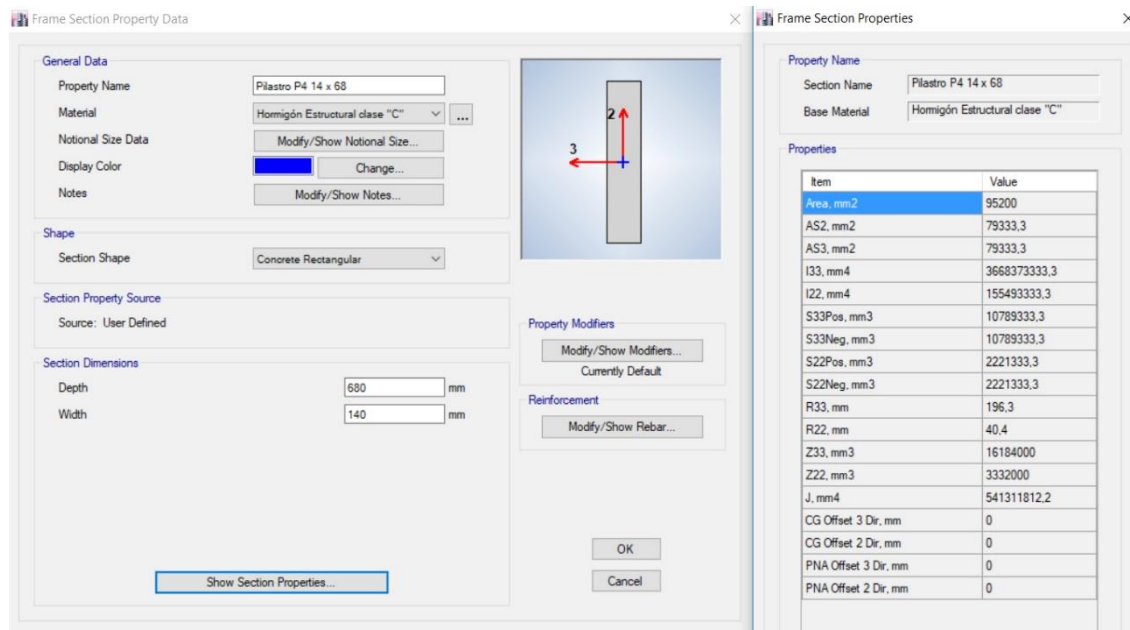 Frame Section Property Data
General Data
Property Name Pilastro P4 14 x 68
Material Hormigón Estructural clase "C" ...
Notional Size Data Modify/Show Notional Size...
Display Color Change...
Notes Modify/Show Notes...
Shape
Section Shape Concrete Rectangular
Section Property Source
Source: User Defined
Section Dimensions
Depth 680 mm
Width 140 mm
Show Section Properties...
2
3
Property Modifiers
Modify/Show Modifiers...
Currently Default
Reinforcement
Modify/Show Rebar...
OK
Cancel
Frame Section Properties
Property Name
Section Name Pilastro P4 14 x 68
Base Material Hormigón Estructural clase "C"
Properties
Item Value
Area, mm2 95200
AS2, mm2 79333,3
AS3, mm2 79333,3
I33, mm4 3668373333,3
I22, mm4 155493333,3
S33Pos, mm3 10789333,3
S33Neg, mm3 10789333,3
S22Pos, mm3 2221333,3
S22Neg, mm3 2221333,3
R33, mm 196,3
R22, mm 40,4
Z33, mm3 16184000
Z22, mm3 3332000
J, mm4 541311812,2
CG Offset 3 Dir, mm 0
CG Offset 2 Dir, mm 0
PNA Offset 3 Dir, mm 0
PNA Offset 2 Dir, mm 0